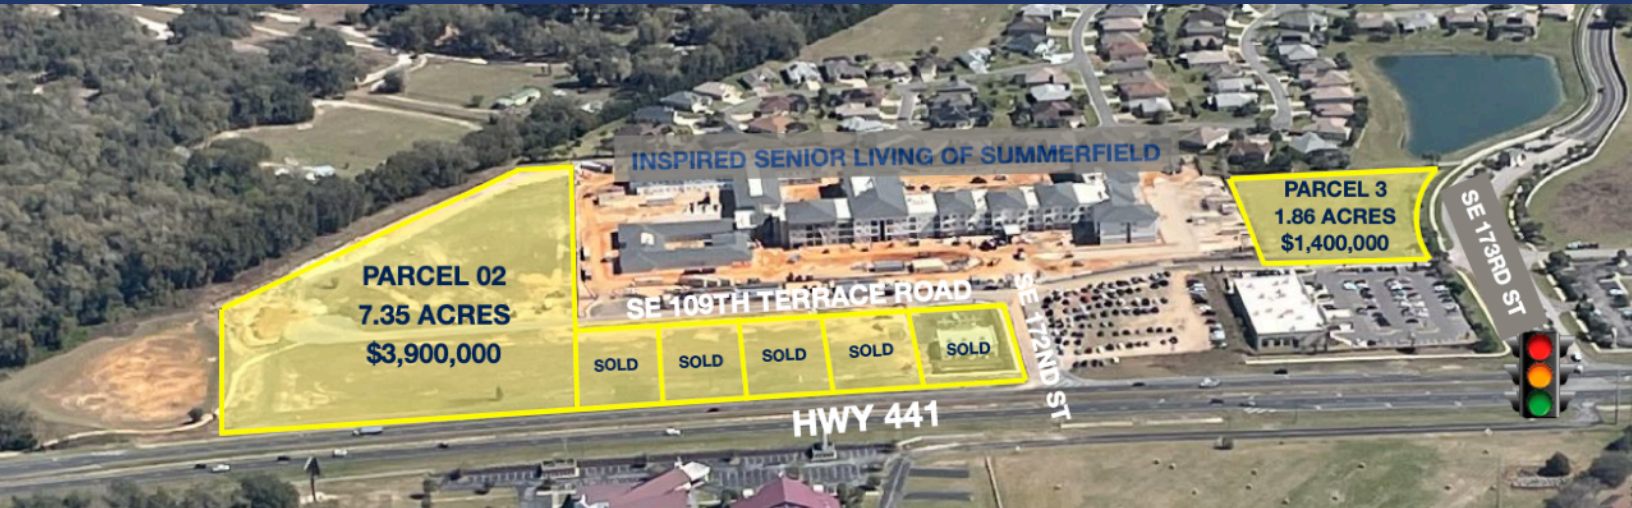 INSPIRED SENIOR LIVING OF SUMMERFIELD
PARCEL 3
1.86 ACRES
$1,400,000
SE 173RD ST
PARCEL 02
7.35 ACRES
$3,900,000
SE 109TH TERRACE ROAD
SE 172ND ST
SOLD
SOLD
SOLD
SOLD
SOLD
HWY 441